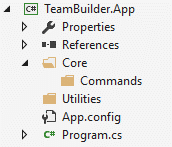 C# TeamBuilder.App
Properties
References
Core
Commands
Utilities
App.config
C# Program.cs